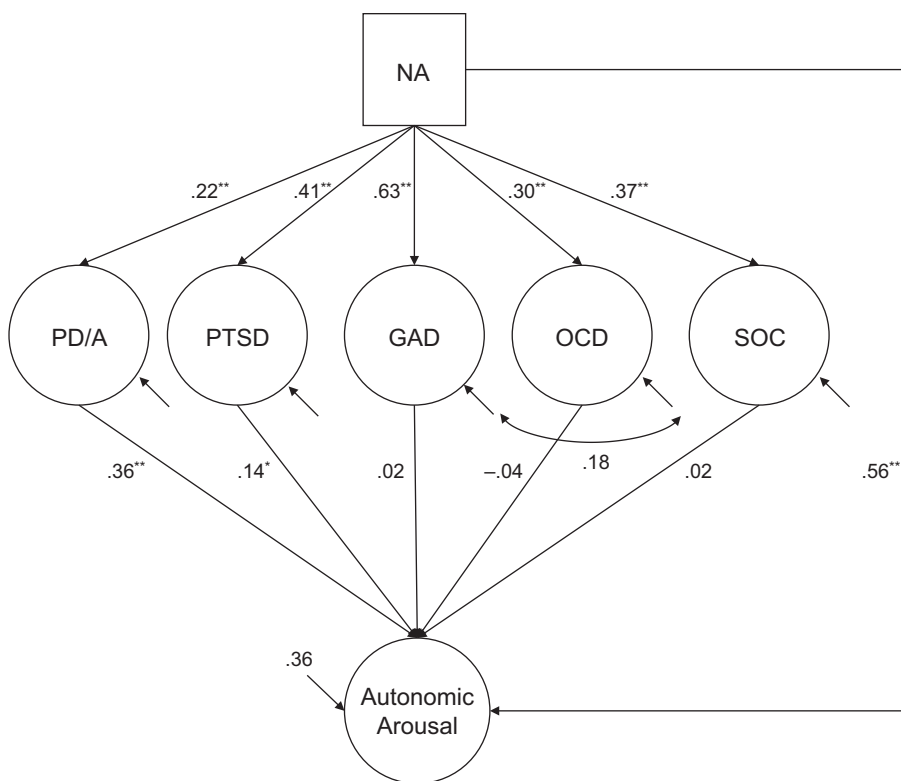 NA
.22**
.41**
.63**
.30**
.37**
PD/A
PTSD
GAD
OCD
SOC
.36**
.14*
.02
–.04
.18
.02
.56**
.36
Autonomic
Arousal